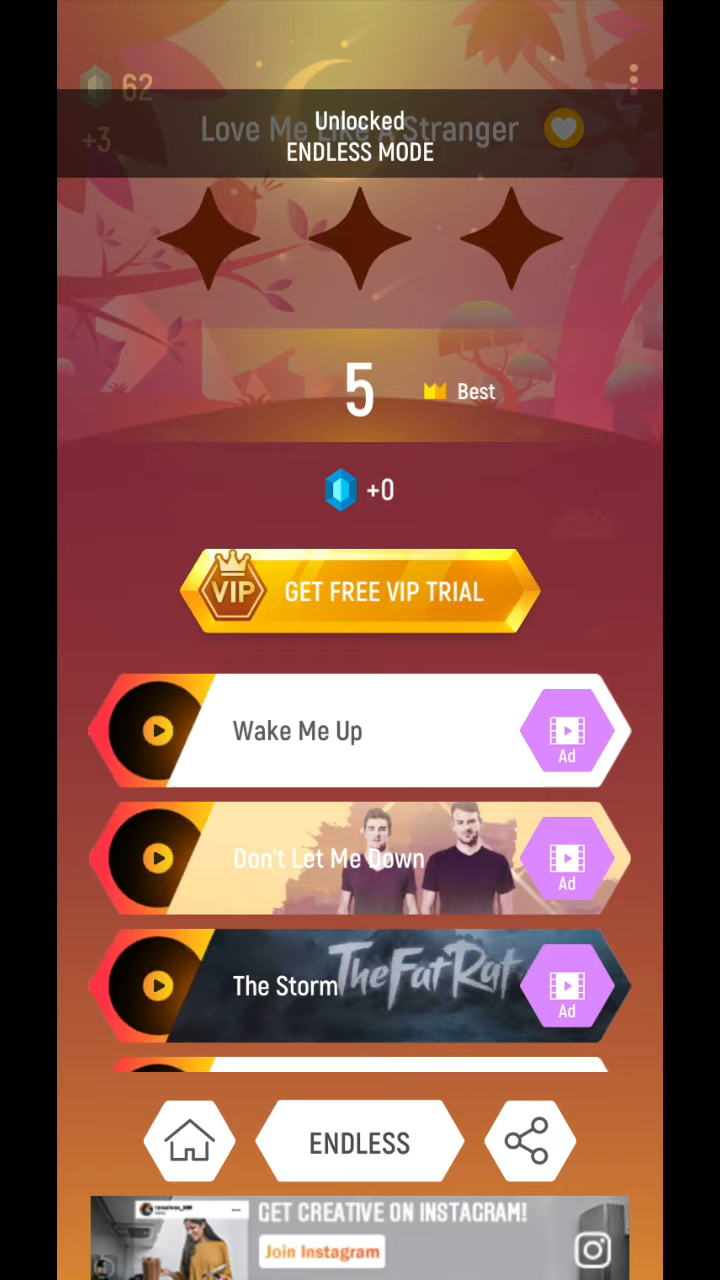 62
+3
Love Me Like A Stranger
Unlocked
ENDLESS MODE
5
Best
+0
VIP
GET FREE VIP TRIAL
Wake Me Up
Ad
Don't Let Me Down
Ad
The Storm
TheFatRat
Ad
ENDLESS
GET CREATIVE ON INSTAGRAM!
Join Instagram